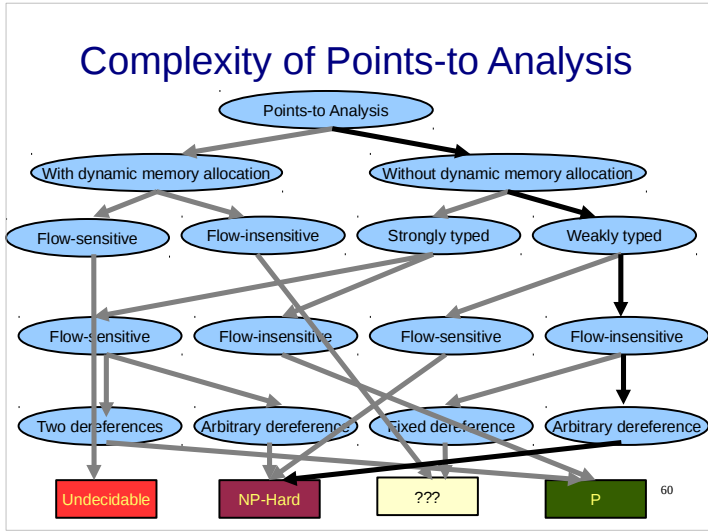 Complexity of Points-to Analysis
Points-to Analysis
With dynamic memory allocation
Without dynamic memory allocation
Flow-sensitive
Flow-insensitive
Strongly typed
Weakly typed
Flow-sensitive
Flow-insensitive
Flow-sensitive
Flow-insensitive
Two dereferences
Arbitrary dereference
Fixed dereference
Arbitrary dereference
Undecidable
NP-Hard
???
P
60